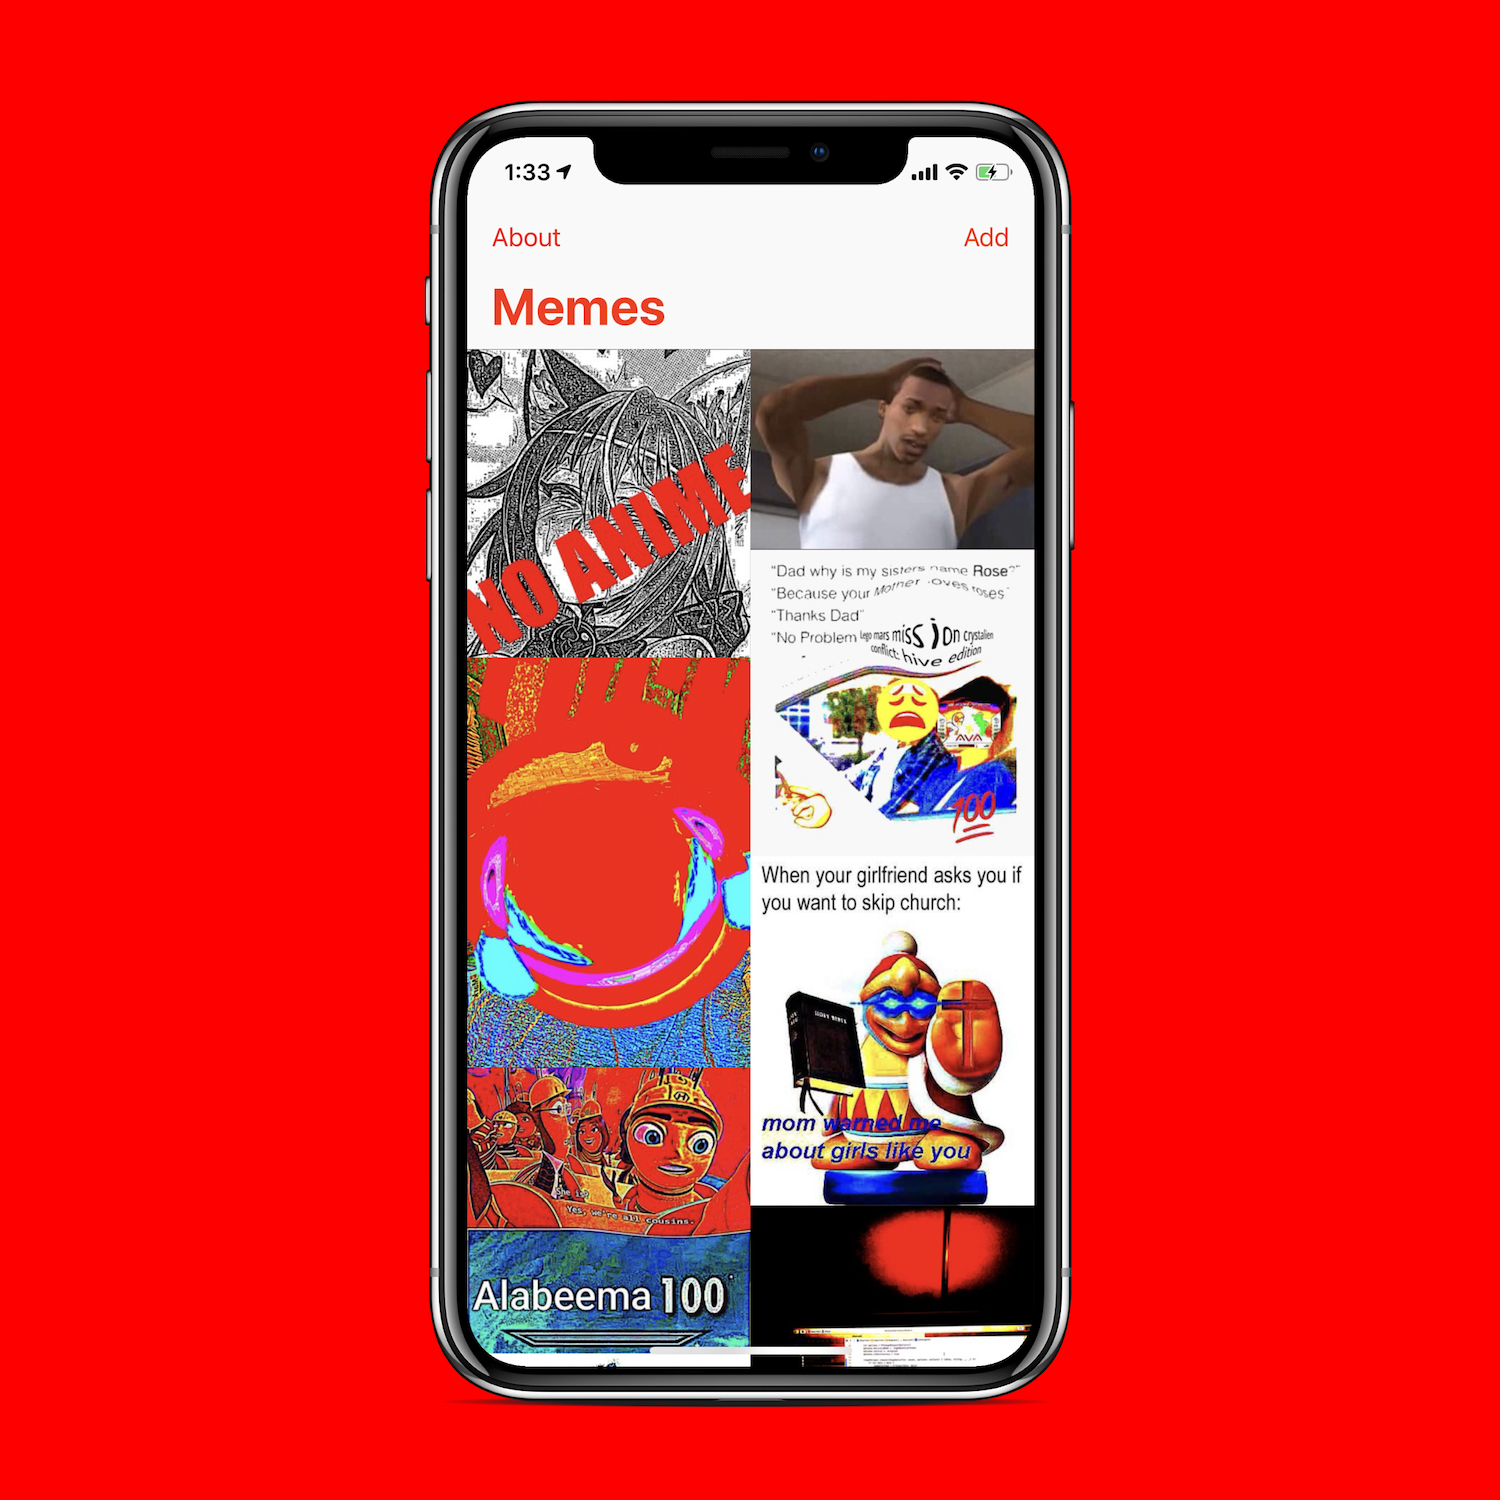 1:33
About
Add
Memes
NO ANIME
"Dad why is my sisters name Rose?"
"Because your Mother loves roses"
"Thanks Dad"
"No Problem lego mars mission crystalien
conflict: hive edition
AVA
100
When your girlfriend asks you if
you want to skip church:
HOLY BIBLE
mom warned me
about girls like you
Yes, we're all cousins.
Alabeema 100